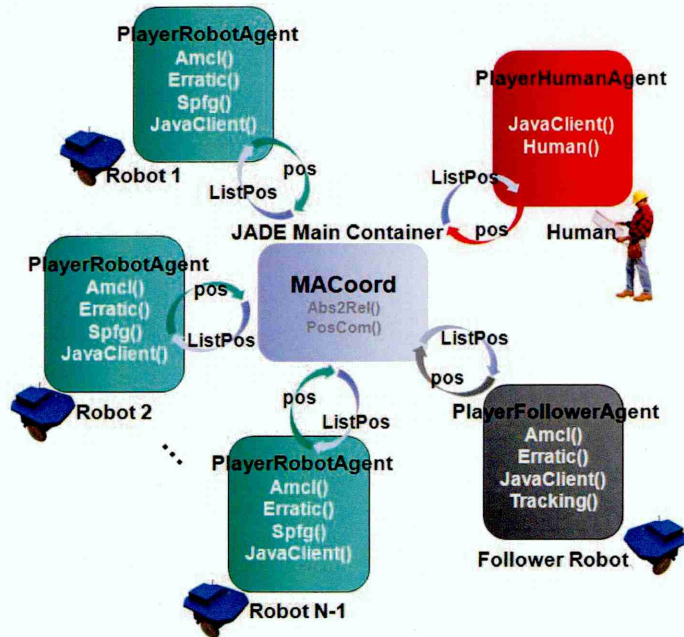 PlayerRobotAgent
Amcl()
Erratic()
Spfg()
JavaClient()
Robot 1
pos
ListPos
PlayerHumanAgent
JavaClient()
Human()
ListPos
pos
Human
JADE Main Container
MACoord
Abs2Rel()
PosCom()
PlayerRobotAgent
Amcl()
Erratic()
Spfg()
JavaClient()
Robot 2
pos
ListPos
ListPos
pos
PlayerFollowerAgent
Amcl()
Erratic()
JavaClient()
Tracking()
Follower Robot
pos
ListPos
...
PlayerRobotAgent
Amcl()
Erratic()
Spfg()
JavaClient()
Robot N-1